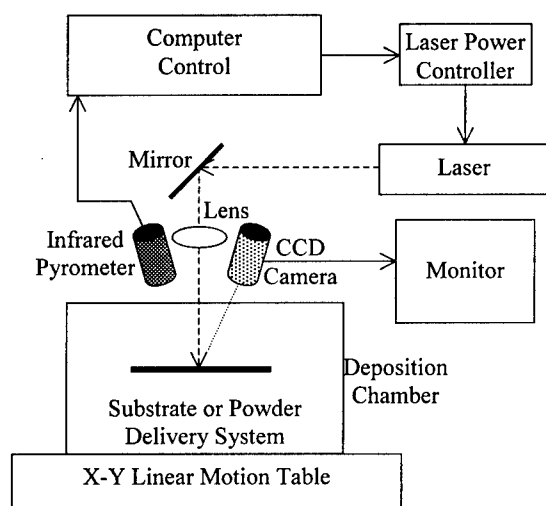 Computer
Control
Laser Power
Controller
Mirror
Laser
Lens
Infrared
Pyrometer
CCD
Camera
Monitor
Deposition
Chamber
Substrate or Powder
Delivery System
X-Y Linear Motion Table